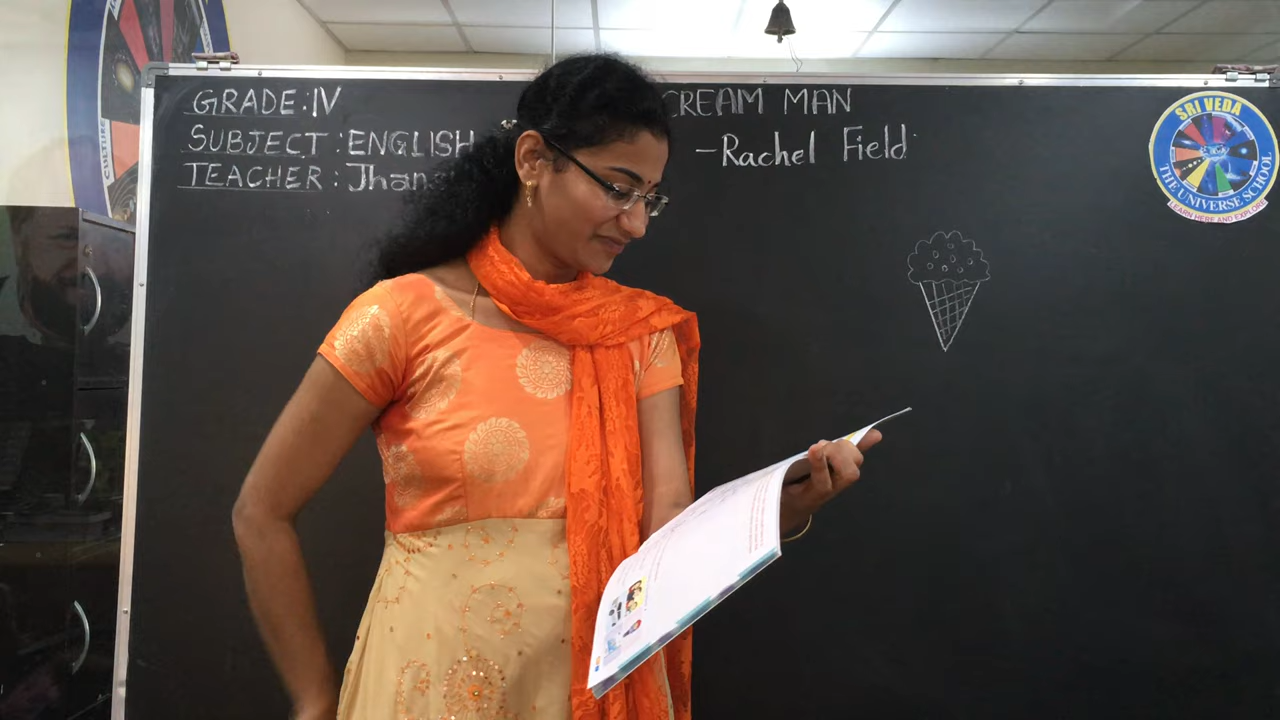 GRADE: IV
SUBJECT: ENGLISH
TEACHER: Jhan
CREAM MAN
-Rachel Field
SRI VEDA
THE UNIVERSE SCHOOL
LEARN HERE AND EXPLORE
CULTURE